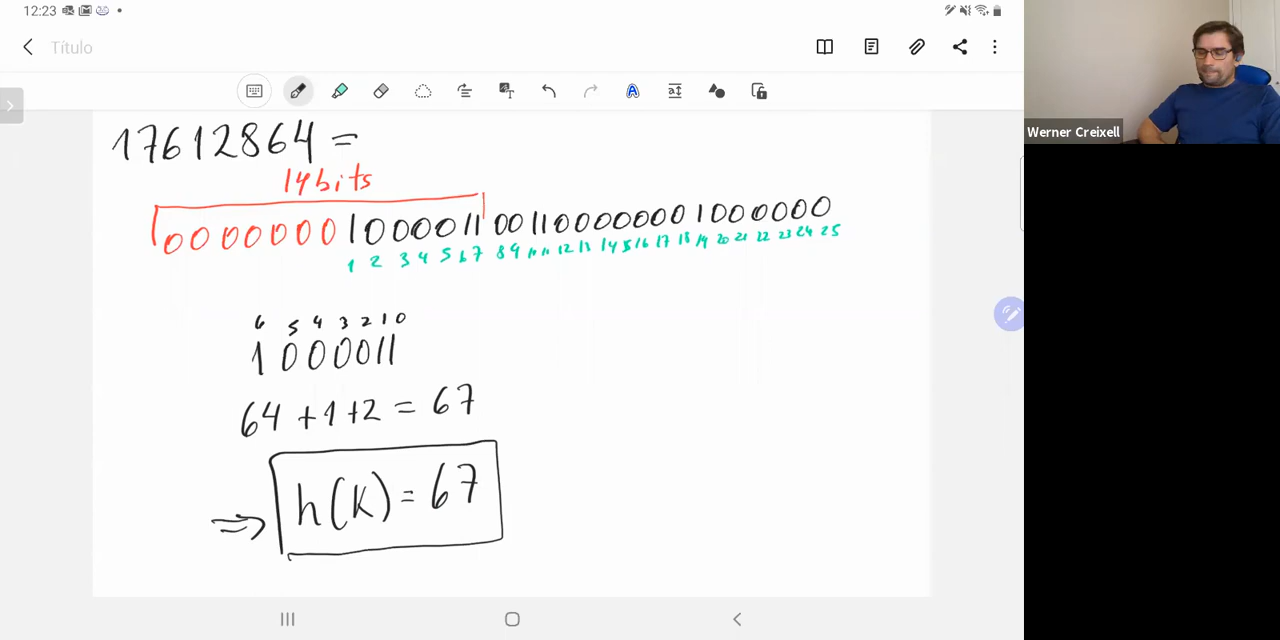 12:23
Título
17612864 =
14 bits
00000001000011001100000001000000
1 2 3 4 5 6 7 8 9 10 11 12 13 14 15 16 17 18 19 20 21 22 23 24 25
6 5 4 3 2 1 0
1000011
64 + 1 + 2 = 67
⇒ h(K) = 67
Werner Creixell